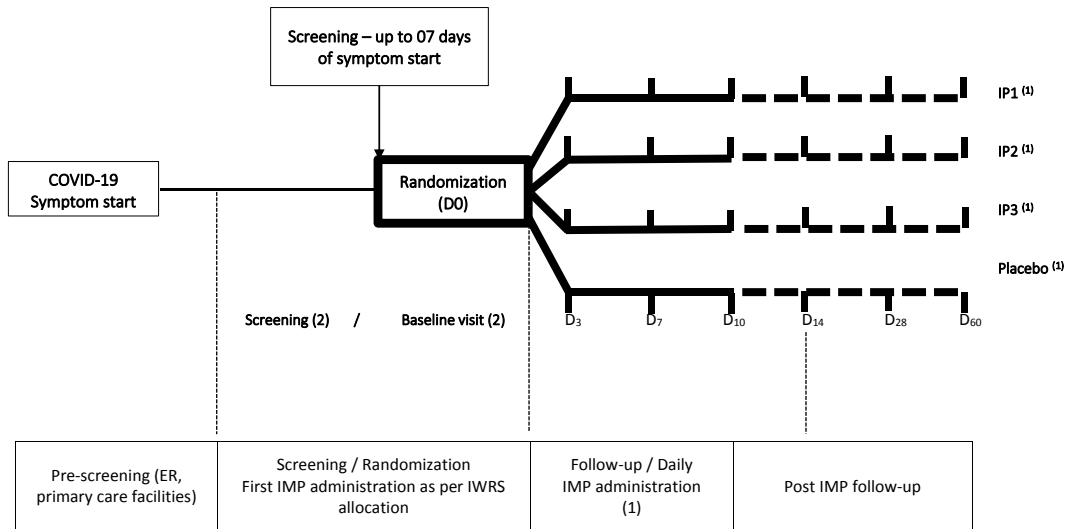 Screening – up to 07 days
of symptom start
IP1 (1)
IP2 (1)
COVID-19
Symptom start
Randomization
(D0)
IP3 (1)
Placebo (1)
Screening (2) / Baseline visit (2)
D3 D7 D10 D14 D28 D60
Pre-screening (ER,
primary care facilities)
Screening / Randomization
First IMP administration as per IWRS
allocation
Follow-up / Daily
IMP administration
(1)
Post IMP follow-up